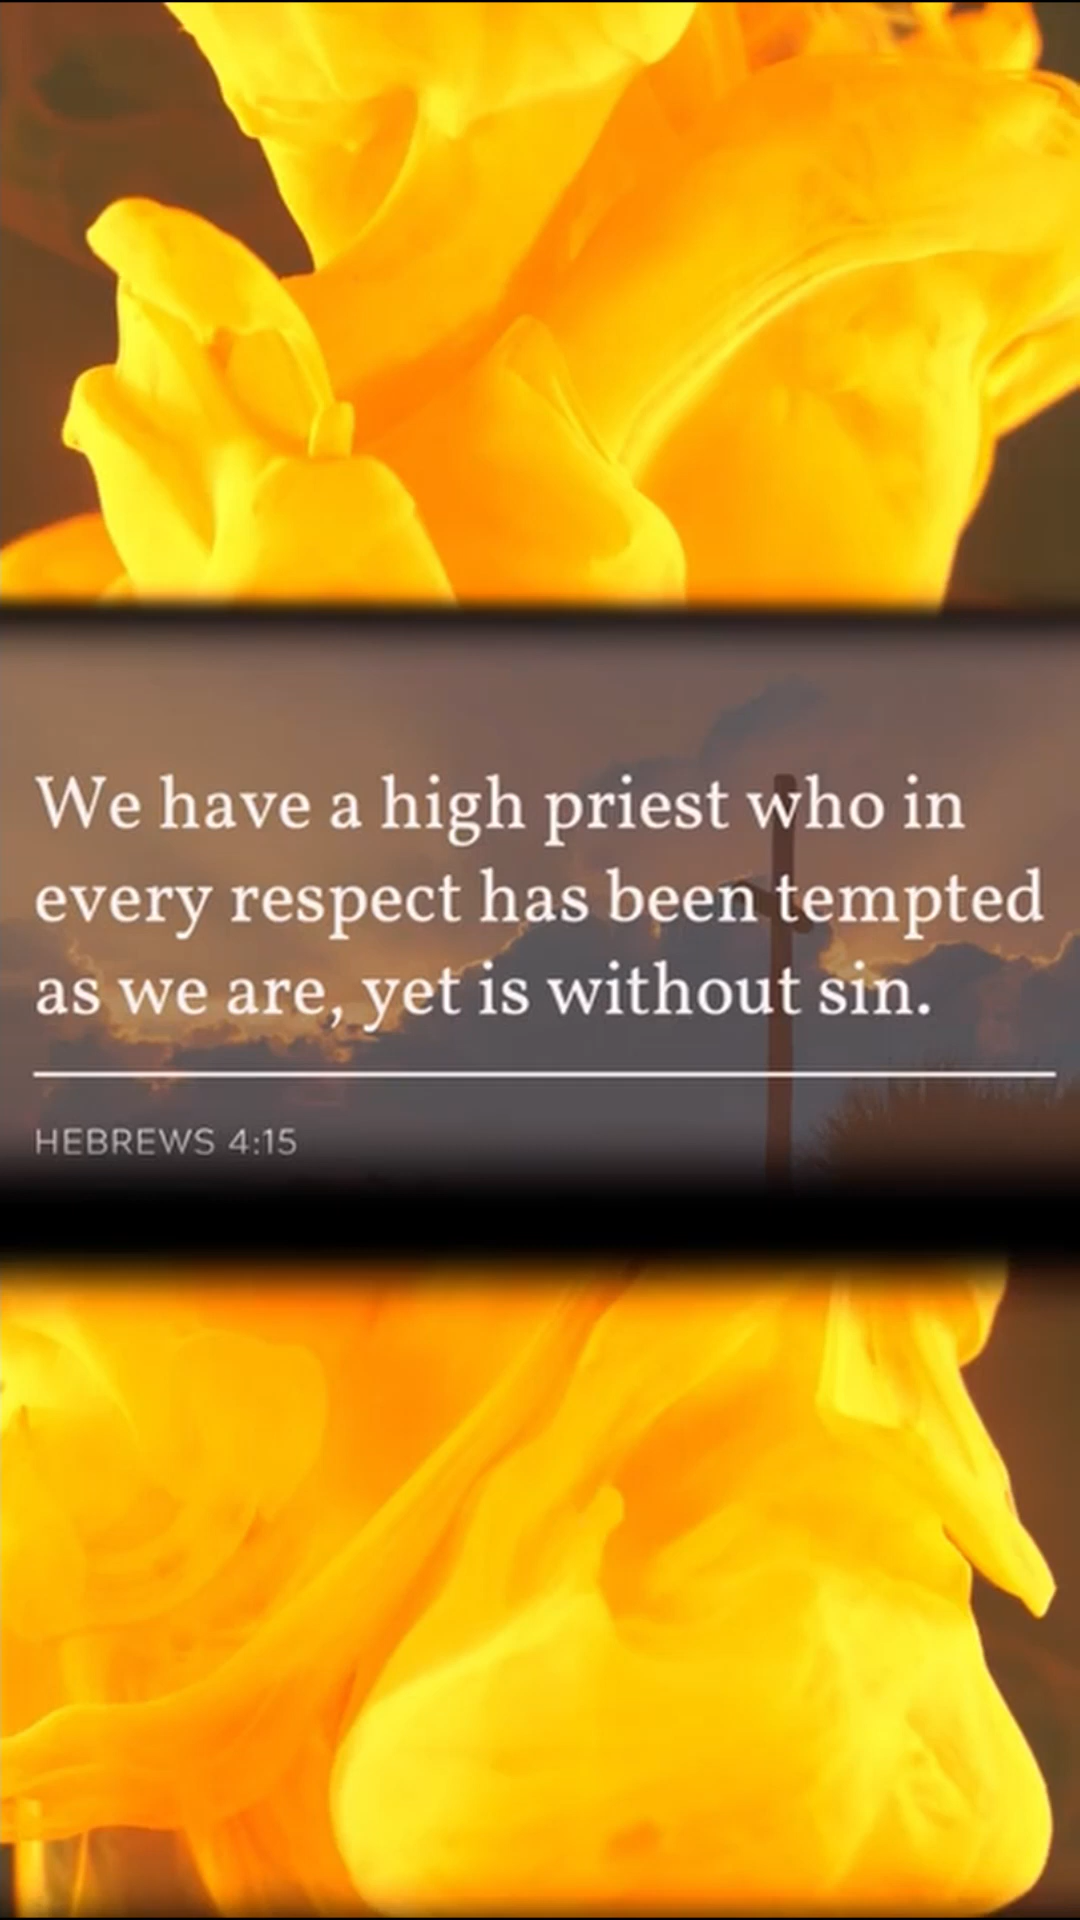 We have a high priest who in
every respect has been tempted
as we are, yet is without sin.
HEBREWS 4:15